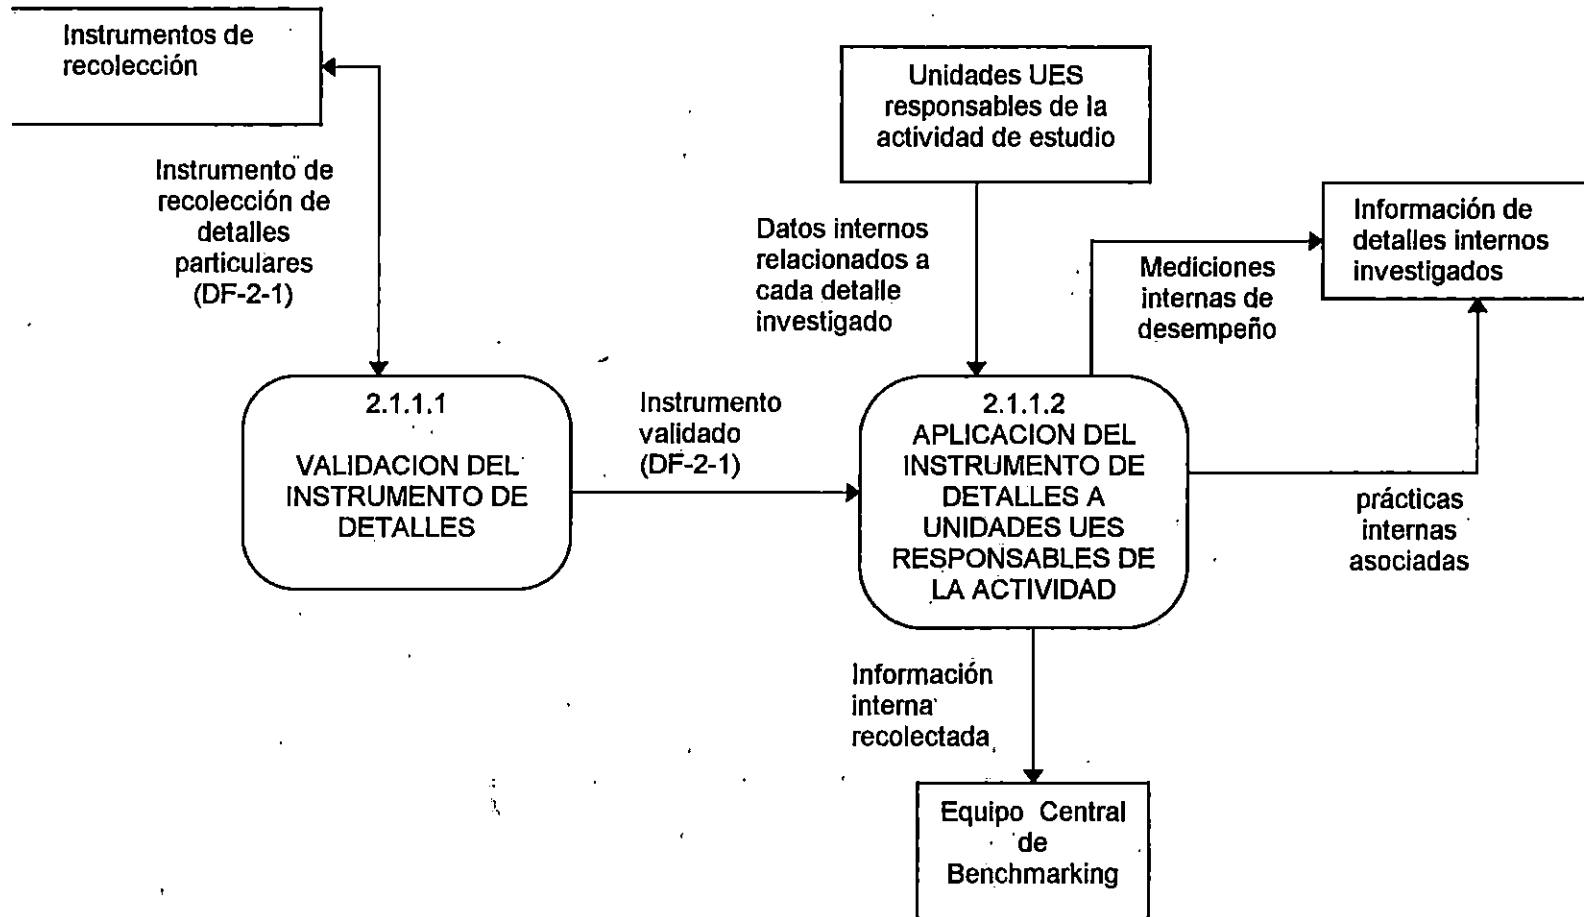 Instrumentos de
recolección
Unidades UES
responsables de la
actividad de estudio
Instrumento de
recolección de
detalles
particulares
(DF-2-1)
Datos internos
relacionados a
cada detalle
investigado
Mediciones
internas de
desempeño
Información de
detalles internos
investigados
2.1.1.1
VALIDACION DEL
INSTRUMENTO DE
DETALLES
Instrumento
validado
(DF-2-1)
2.1.1.2
APLICACION DEL
INSTRUMENTO DE
DETALLES A
UNIDADES UES
RESPONSABLES DE
LA ACTIVIDAD
prácticas
internas
asociadas
Información
interna
recolectada
Equipo Central
de
Benchmarking